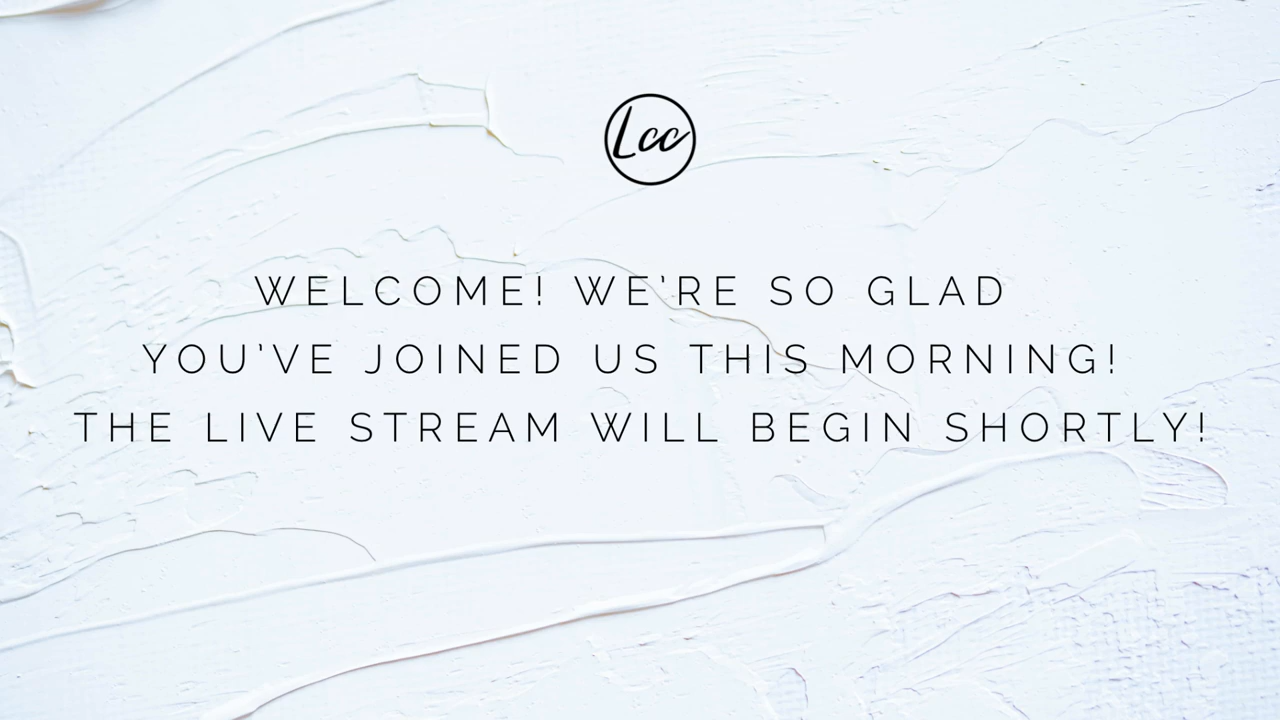 Lcc
WELCOME! WE'RE SO GLAD
YOU'VE JOINED US THIS MORNING!
THE LIVE STREAM WILL BEGIN SHORTLY!